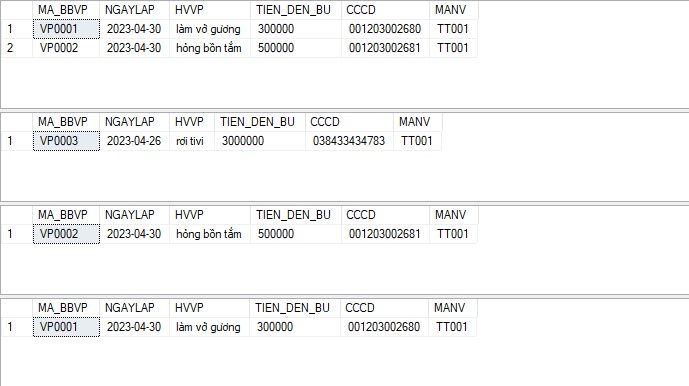 MA_BBVP NGAYLAP HVVP TIEN_DEN_BU CCCD MANV
1 VP0001 2023-04-30 làm vở gương 300000 001203002680 TT001
2 VP0002 2023-04-30 hỏng bồn tắm 500000 001203002681 TT001
MA_BBVP NGAYLAP HVVP TIEN_DEN_BU CCCD MANV
1 VP0003 2023-04-26 rơi tivi 3000000 038433434783 TT001
MA_BBVP NGAYLAP HVVP TIEN_DEN_BU CCCD MANV
1 VP0002 2023-04-30 hỏng bồn tắm 500000 001203002681 TT001
MA_BBVP NGAYLAP HVVP TIEN_DEN_BU CCCD MANV
1 VP0001 2023-04-30 làm vở gương 300000 001203002680 TT001